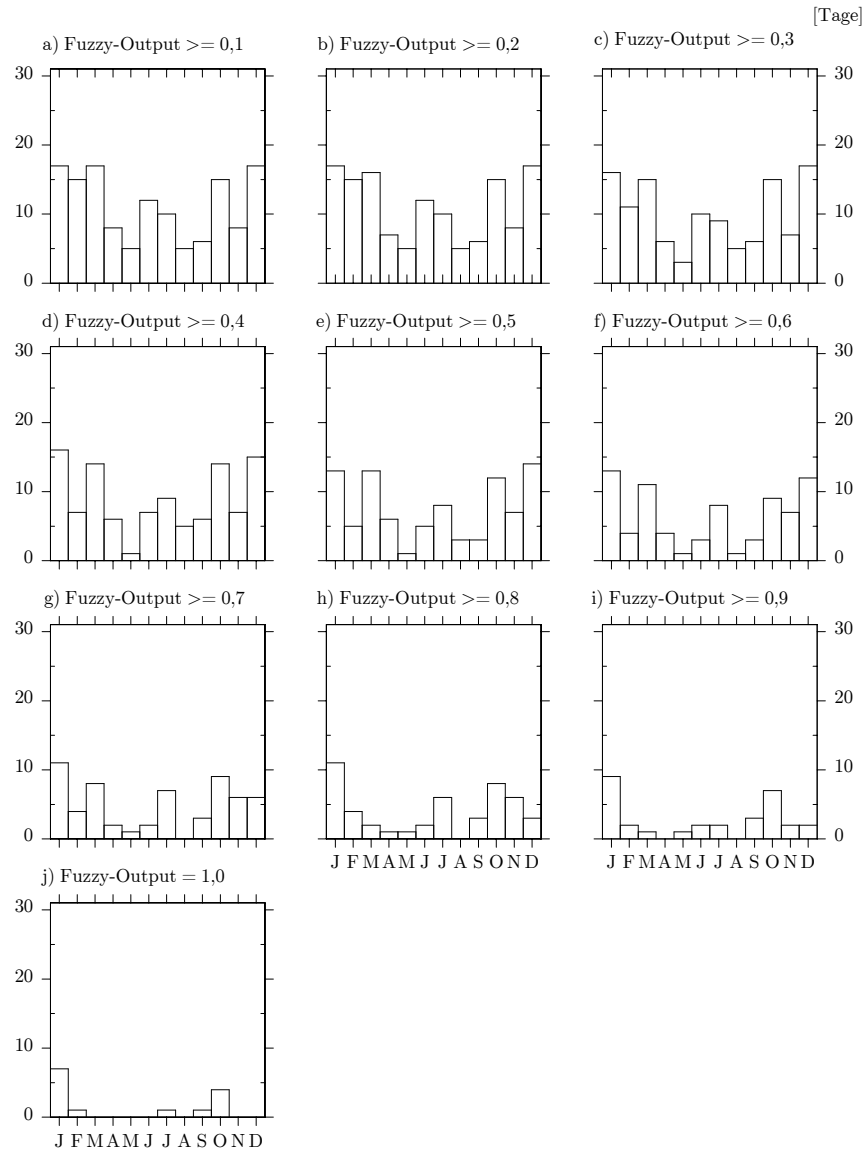 [Tage]
a) Fuzzy-Output >= 0,1
b) Fuzzy-Output >= 0,2
c) Fuzzy-Output >= 0,3
30
30
20
20
10
10
0
0
d) Fuzzy-Output >= 0,4
e) Fuzzy-Output >= 0,5
f) Fuzzy-Output >= 0,6
30
30
20
20
10
10
0
0
g) Fuzzy-Output >= 0,7
h) Fuzzy-Output >= 0,8
i) Fuzzy-Output >= 0,9
30
30
20
20
10
10
0
0
J F M A M J J A S O N D
J F M A M J J A S O N D
j) Fuzzy-Output = 1,0
30
20
10
0
J F M A M J J A S O N D